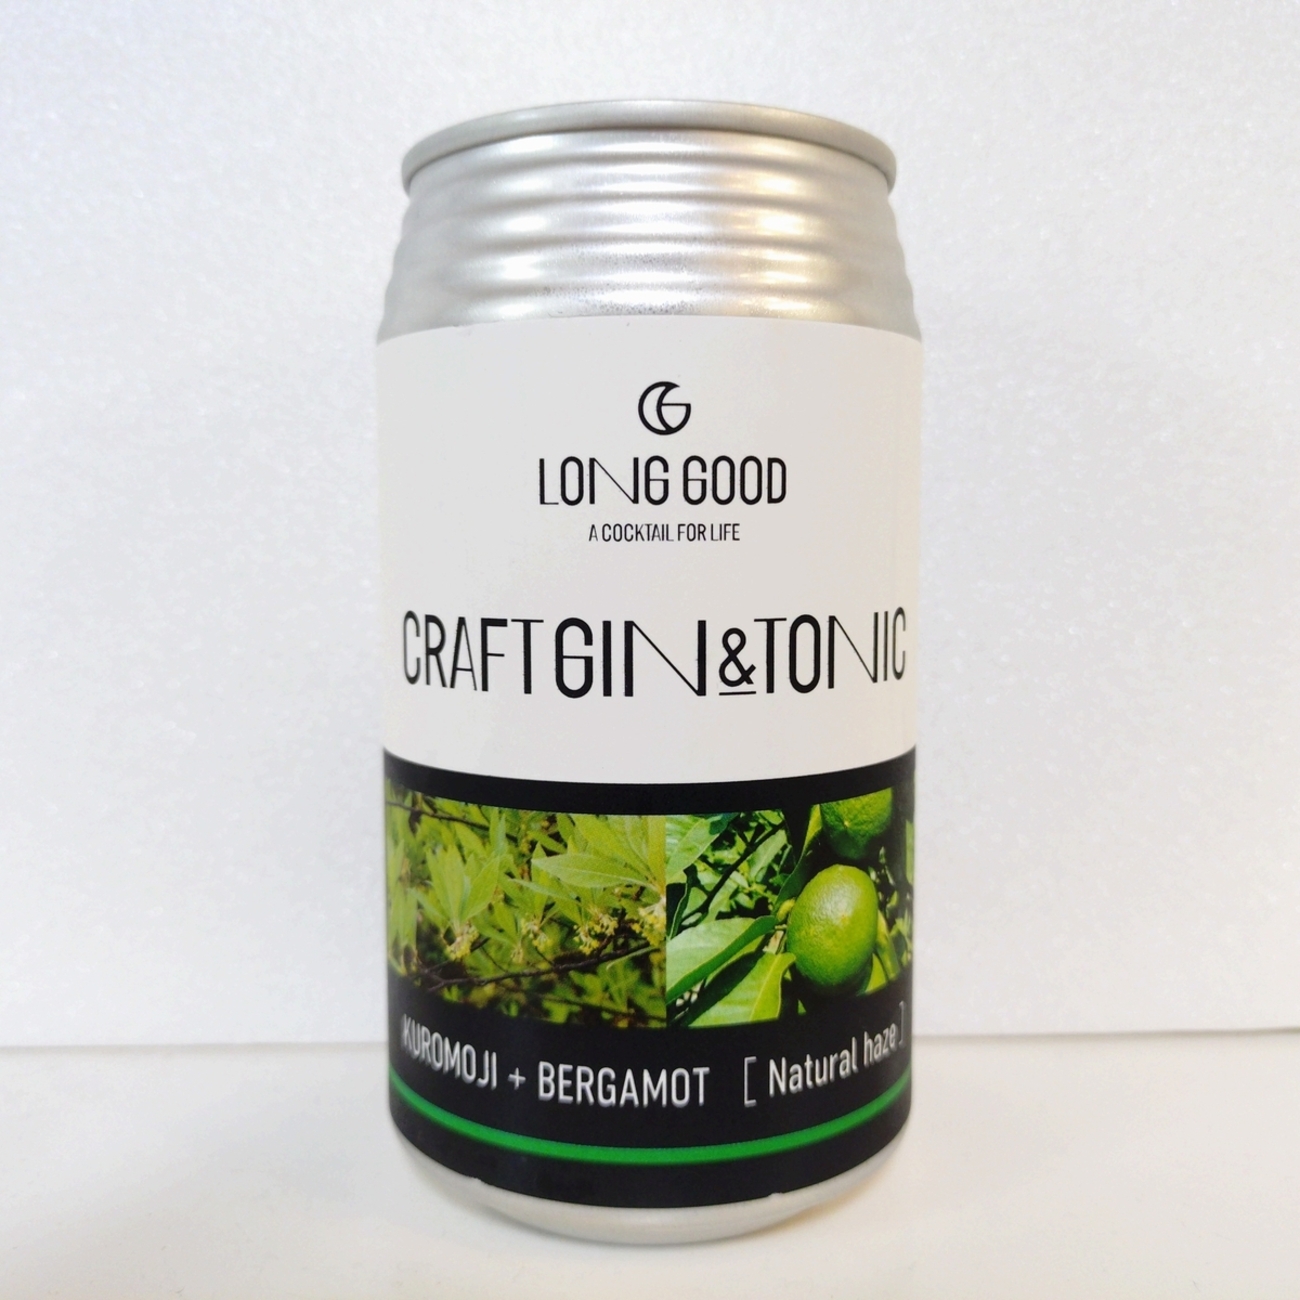 LONG GOOD
A COCKTAIL FOR LIFE
CRAFT GIN & TONIC
KUROMOJI + BERGAMOT [ Natural haze ]